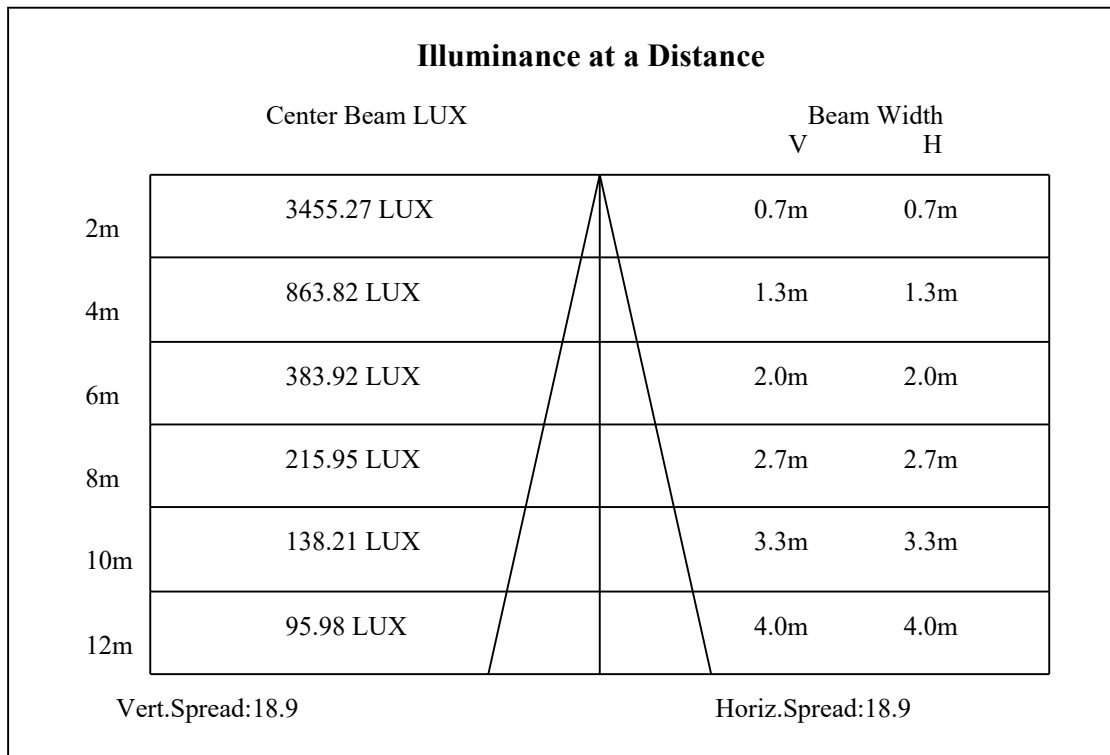 Illuminance at a Distance
Center Beam LUX Beam Width
V H
2m 3455.27 LUX 0.7m 0.7m
4m 863.82 LUX 1.3m 1.3m
6m 383.92 LUX 2.0m 2.0m
8m 215.95 LUX 2.7m 2.7m
10m 138.21 LUX 3.3m 3.3m
12m 95.98 LUX 4.0m 4.0m
Vert.Spread:18.9 Horiz.Spread:18.9